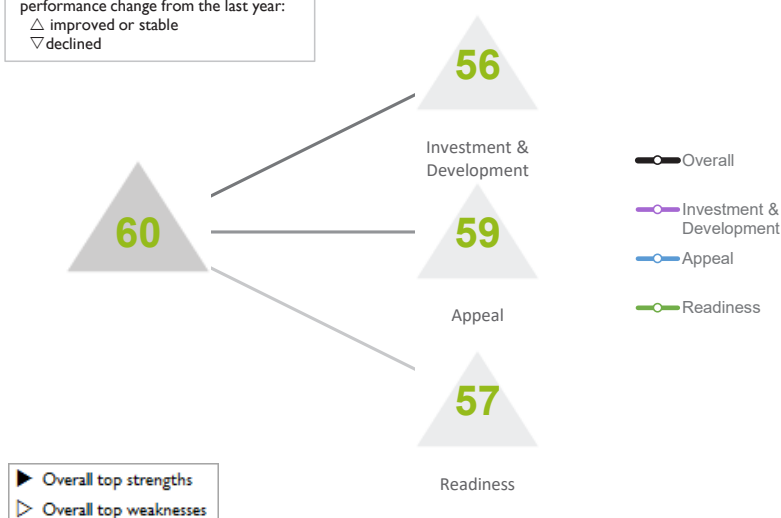 performance change from the last year:
△ improved or stable
▽ declined
56
Investment &
Development
60
59
Appeal
57
Readiness
Overall
Investment &
Development
Appeal
Readiness
▶ Overall top strengths
▷ Overall top weaknesses